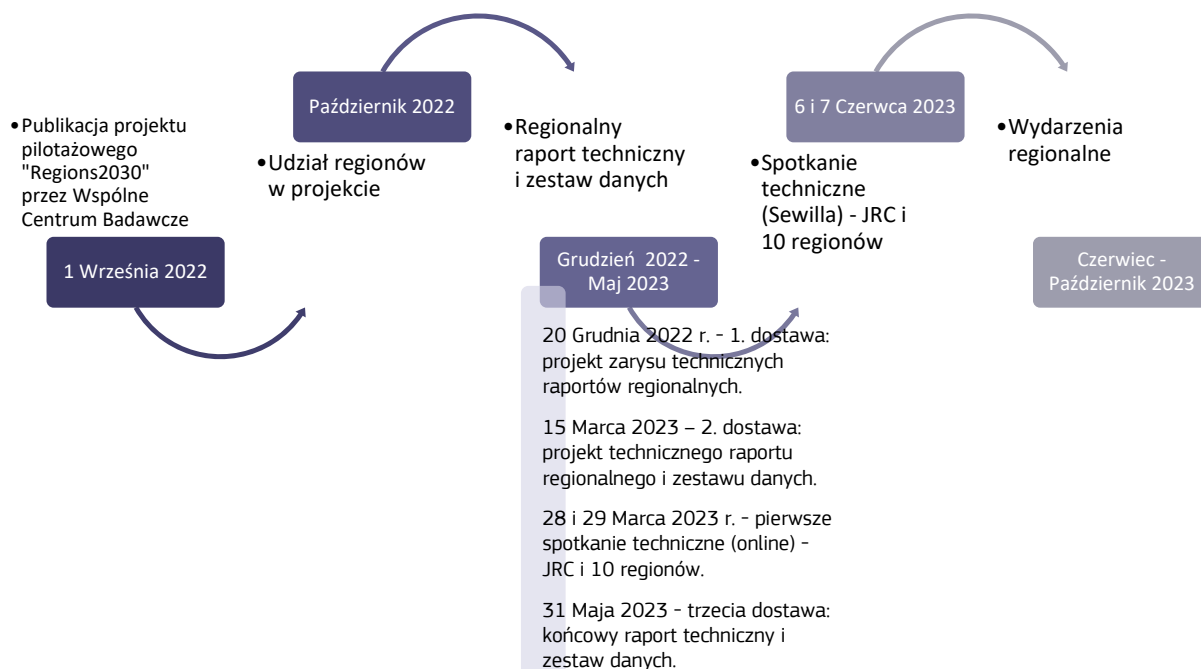 •Publikacja projektu
pilotażowego
"Regions2030"
przez Wspólne
Centrum Badawcze
1 Września 2022
Październik 2022
•Udział regionów
w projekcie
•Regionalny
raport techniczny
i zestaw danych
Grudzień 2022 -
Maj 2023
20 Grudnia 2022 r. - 1. dostawa:
projekt zarysu technicznych
raportów regionalnych.
15 Marca 2023 – 2. dostawa:
projekt technicznego raportu
regionalnego i zestawu danych.
28 i 29 Marca 2023 r. - pierwsze
spotkanie techniczne (online) -
JRC i 10 regionów.
31 Maja 2023 - trzecia dostawa:
końcowy raport techniczny i
zestaw danych.
6 i 7 Czerwca 2023
•Spotkanie
techniczne
(Sewilla) - JRC i
10 regionów
•Wydarzenia
regionalne
Czerwiec -
Październik 2023